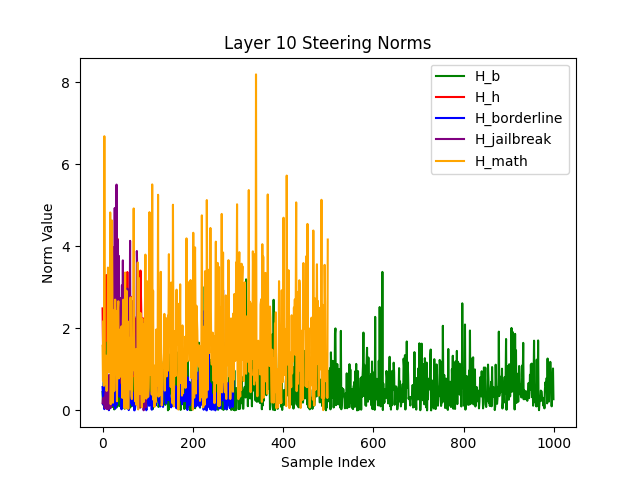 Layer 10 Steering Norms
H_b
H_h
H_borderline
H_jailbreak
H_math
Norm Value
8
6
4
2
0
0 200 400 600 800 1000
Sample Index